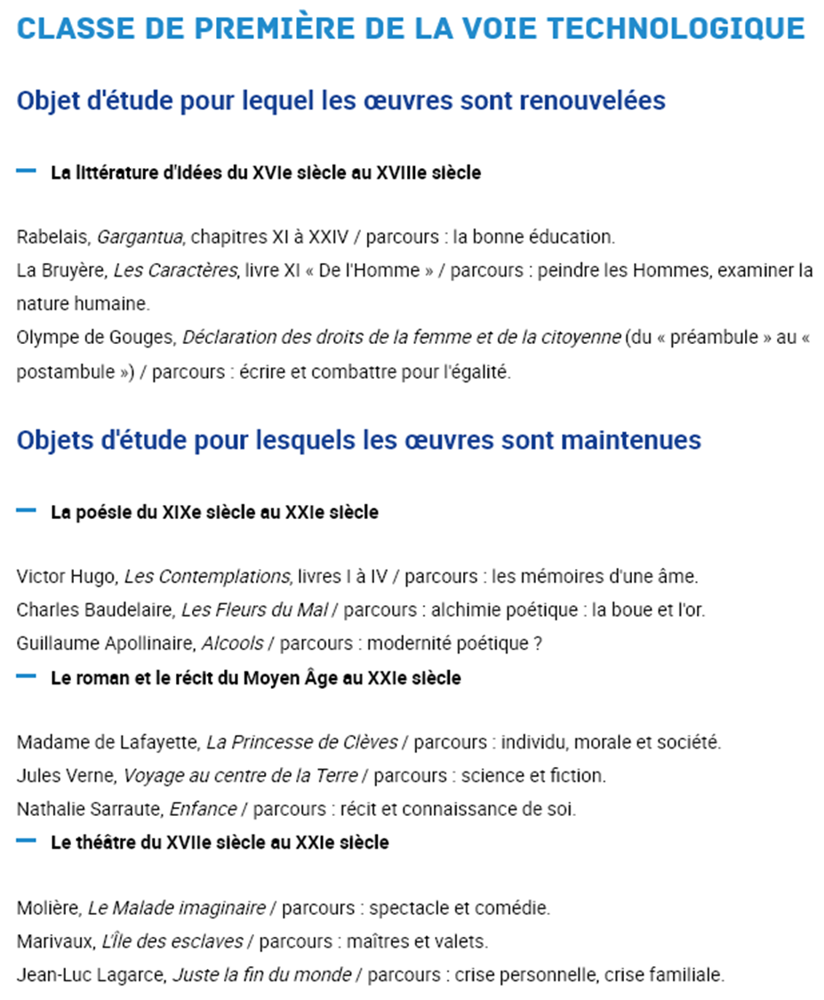 CLASSE DE PREMIÈRE DE LA VOIE TECHNOLOGIQUE
Objet d'étude pour lequel les œuvres sont renouvelées
La littérature d'idées du XVIe siècle au XVIIIe siècle
Rabelais, Gargantua, chapitres XI à XXIV / parcours : la bonne éducation.
La Bruyère, Les Caractères, livre XI « De l'Homme » / parcours : peindre les Hommes, examiner la
nature humaine.
Olympe de Gouges, Déclaration des droits de la femme et de la citoyenne (du « préambule » au «
postambule ») / parcours : écrire et combattre pour l'égalité.
Objets d'étude pour lesquels les œuvres sont maintenues
La poésie du XIXe siècle au XXIe siècle
Victor Hugo, Les Contemplations, livres I à IV / parcours : les mémoires d'une âme.
Charles Baudelaire, Les Fleurs du Mal / parcours : alchimie poétique : la boue et l'or.
Guillaume Apollinaire, Alcools / parcours : modernité poétique ?
Le roman et le récit du Moyen Âge au XXIe siècle
Madame de Lafayette, La Princesse de Clèves / parcours : individu, morale et société.
Jules Verne, Voyage au centre de la Terre / parcours : science et fiction.
Nathalie Sarraute, Enfance / parcours : récit et connaissance de soi.
Le théâtre du XVIIe siècle au XXIe siècle
Molière, Le Malade imaginaire / parcours : spectacle et comédie.
Marivaux, L'Île des esclaves / parcours : maîtres et valets.
Jean-Luc Lagarce, Juste la fin du monde / parcours : crise personnelle, crise familiale.